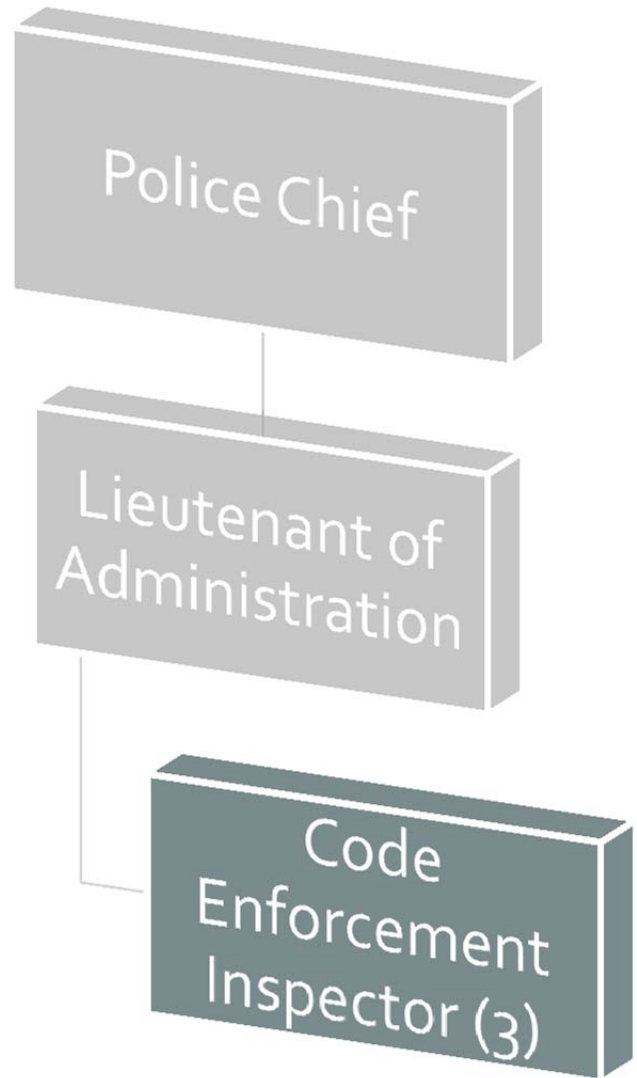 Police Chief
Lieutenant of
Administration
Code
Enforcement
Inspector (3)